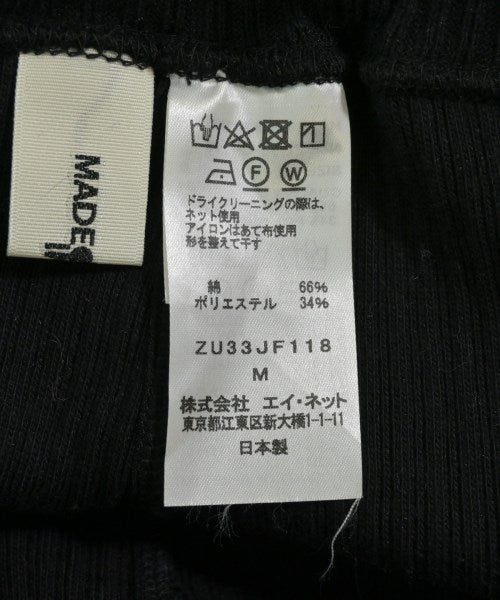 MADE
F W
ドライクリーニングの際は、
ネット使用
アイロンはあて布使用
形を整えて干す
綿 66%
ポリエステル 34%
ZU33JF118
M
株式会社 エイ・ネット
東京都江東区新大橋1-1-11
日本製